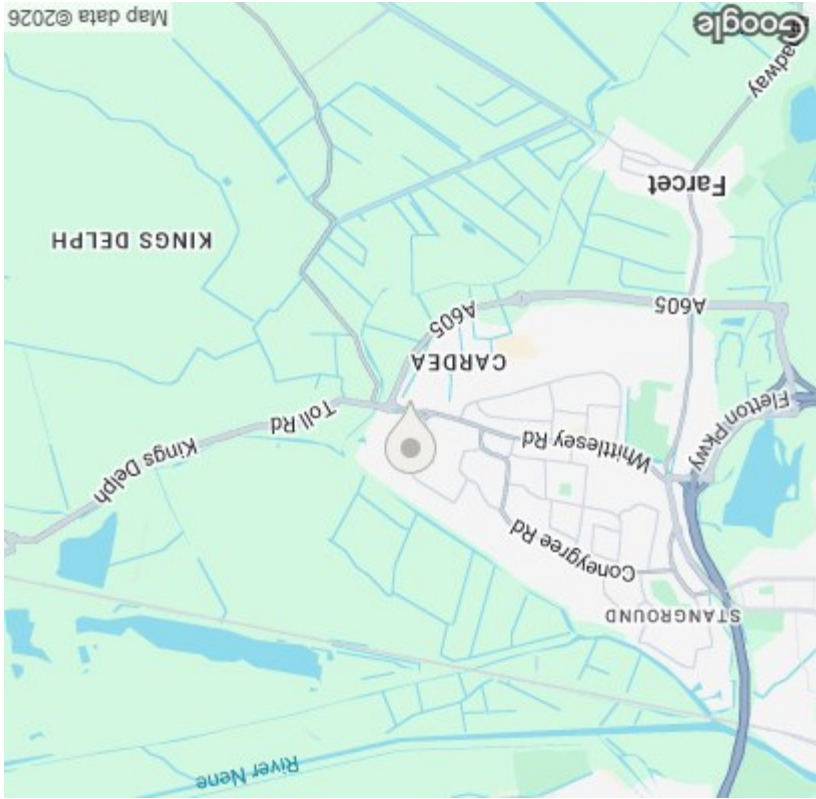 River Nene
STANGROUND
Coneygree Rd
Kings Delph
Whittlesey Rd
Fletton Pkwy
Toll Rd
CARDEA
A605
A605
KINGS DELPH
Farcet
Google
Map data ©2026